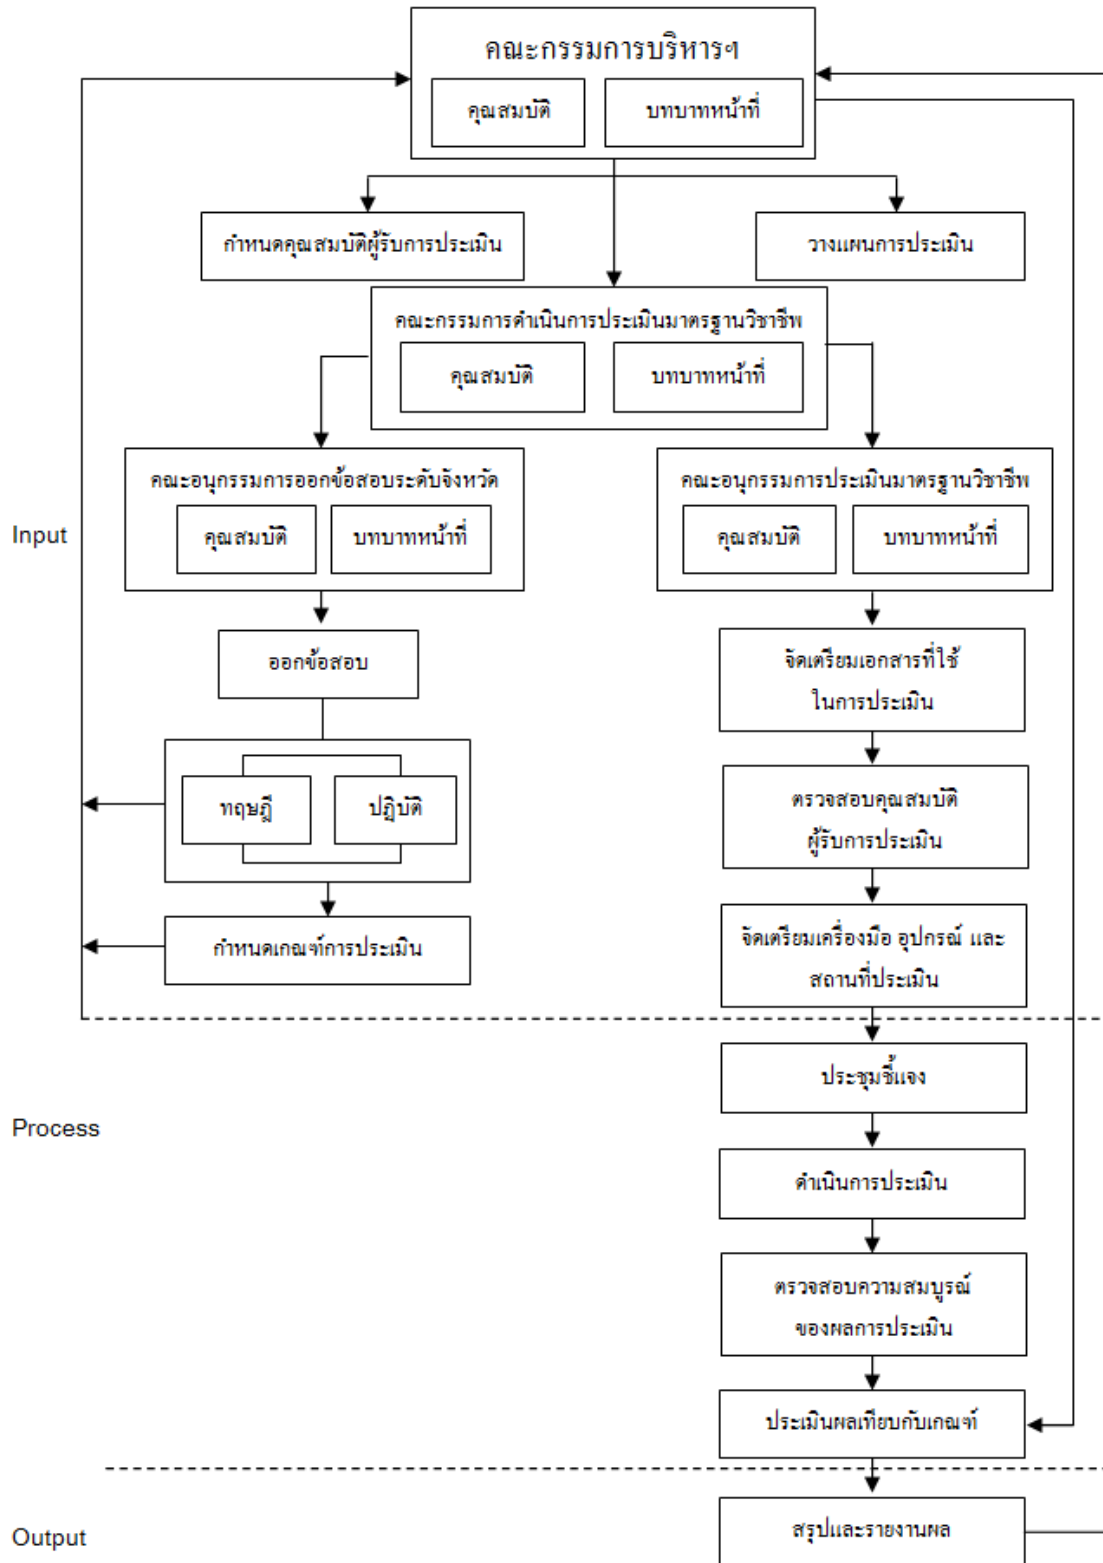 คณะกรรมการบริหารฯ
คุณสมบัติ
บทบาทหน้าที่
กำหนดคุณสมบัติผู้รับการประเมิน
วางแผนการประเมิน
คณะกรรมการดำเนินการประเมินมาตรฐานวิชาชีพ
คุณสมบัติ
บทบาทหน้าที่
คณะอนุกรรมการออกข้อสอบระดับจังหวัด
คุณสมบัติ
บทบาทหน้าที่
คณะอนุกรรมการประเมินมาตรฐานวิชาชีพ
คุณสมบัติ
บทบาทหน้าที่
Input
ออกข้อสอบ
ทฤษฎี
ปฏิบัติ
กำหนดเกณฑ์การประเมิน
จัดเตรียมเอกสารที่ใช้
ในการประเมิน
ตรวจสอบคุณสมบัติ
ผู้รับการประเมิน
จัดเตรียมเครื่องมือ อุปกรณ์ และ
สถานที่ประเมิน
Process
ประชุมชี้แจง
ดำเนินการประเมิน
ตรวจสอบความสมบูรณ์
ของผลการประเมิน
ประเมินผลเทียบกับเกณฑ์
Output
สรุปและรายงานผล